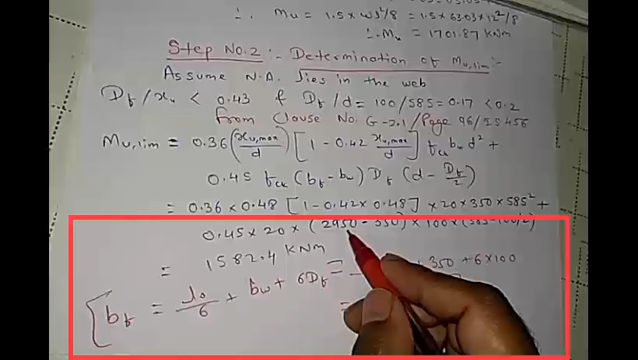 ∴ Mu = 1.5 × w × 3²/8 = 1.5 × 63.03 × 12²/8
∴ Mu = 1701.87 KNm
Step No. 2 :- Determination of Mu,lim :-
Assume N.A. lies in the web
Df/xu < 0.43 & Df/d = 100/585 = 0.17 < 0.2
From Clause No. G-2.1/Page 96/IS 456
Mu,lim = 0.36 (xu,max/d) [1 - 0.42 xu,max/d] fck bw d² +
0.45 fck (bf - bw) Df (d - Df/2)
= 0.36 × 0.48 [1 - 0.42 × 0.48] × 20 × 350 × 585² +
0.45 × 20 × (2950 - 350) × 100 × (585 - 100/2)
= 1582.4 KNm
[bf = lo/6 + bw + 6Df = 350 + 6 × 100
=